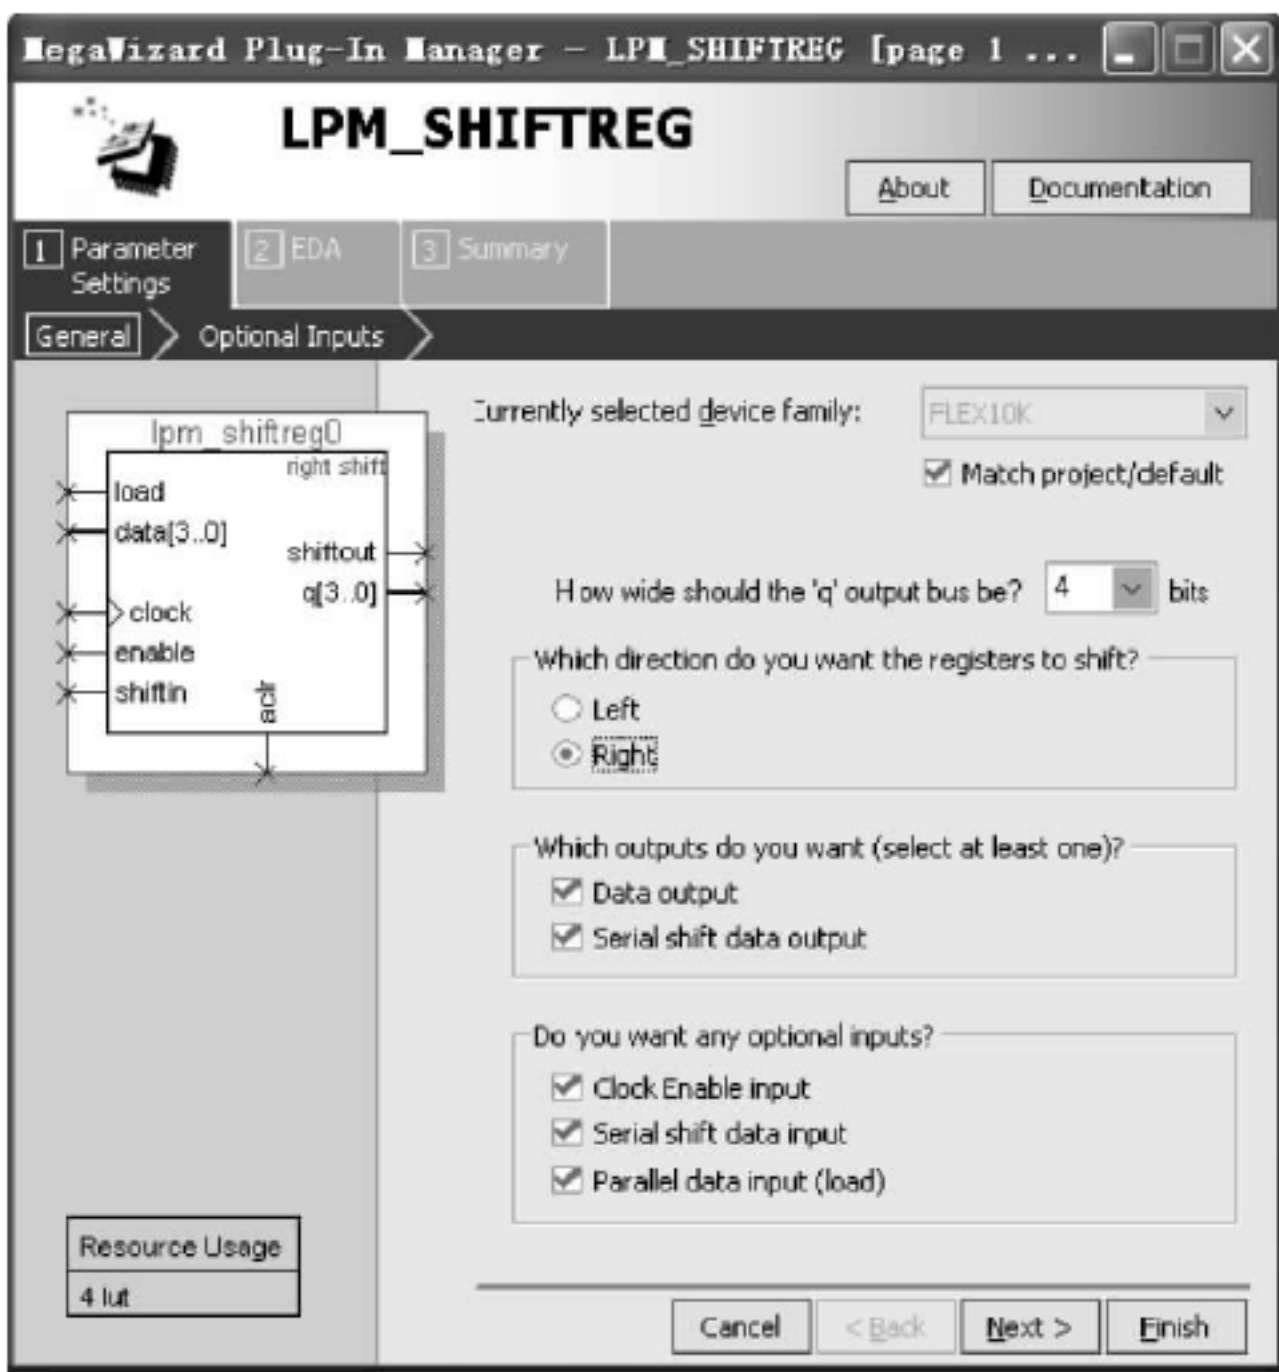 MegaWizard Plug-In Manager - LPM_SHIFTREG [page 1 ...
LPM_SHIFTREG
About
Documentation
1 Parameter Settings
2 EDA
3 Summary
General
Optional Inputs
lpm_shiftreg0
right shift
load
data[3..0]
shiftout
q[3..0]
clock
enable
shiftin
aclr
Currently selected device family:
FLEX10K
Match project/default
How wide should the 'q' output bus be?
4
bits
Which direction do you want the registers to shift?
Left
Right
Which outputs do you want (select at least one)?
Data output
Serial shift data output
Do you want any optional inputs?
Clock Enable input
Serial shift data input
Parallel data input (load)
Resource Usage
4 lut
Cancel
< Back
Next >
Finish